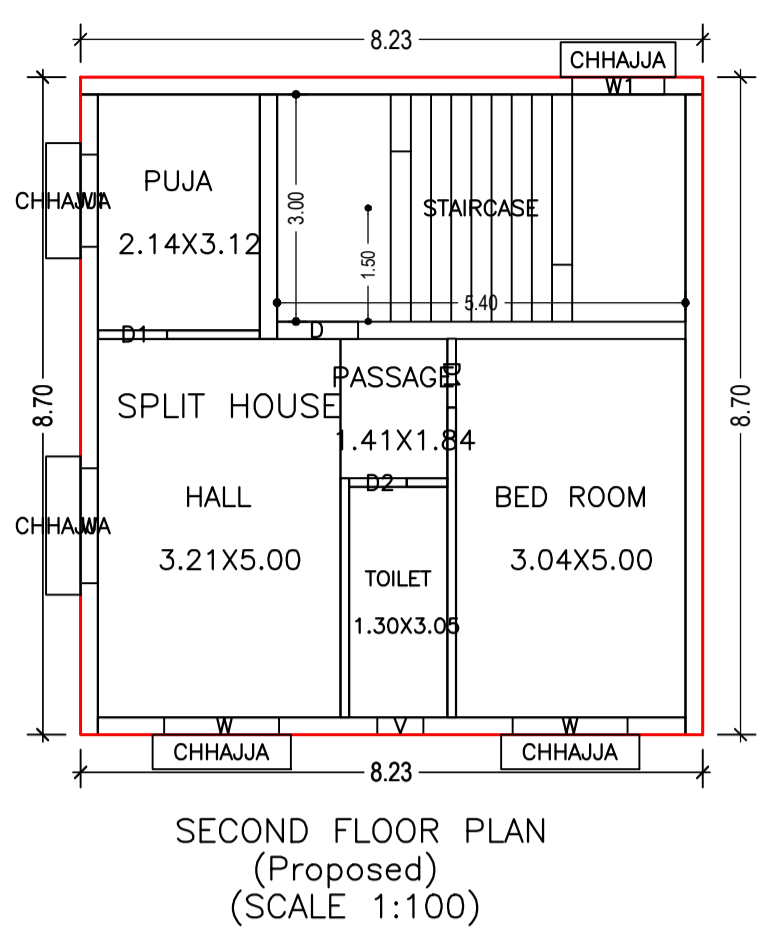 8.23
CHHAJJA
W1
PUJA
2.14X3.12
CHHAJJA
W1
3.00
1.50
STAIRCASE
5.40
D1
D
8.70
8.70
SPLIT HOUSE
PASSAGE
1.41X1.84
D2
HALL
3.21X5.00
BED ROOM
3.04X5.00
CHHAJJA
W
TOILET
1.30X3.05
W
V
W
CHHAJJA
CHHAJJA
8.23
SECOND FLOOR PLAN
(Proposed)
(SCALE 1:100)